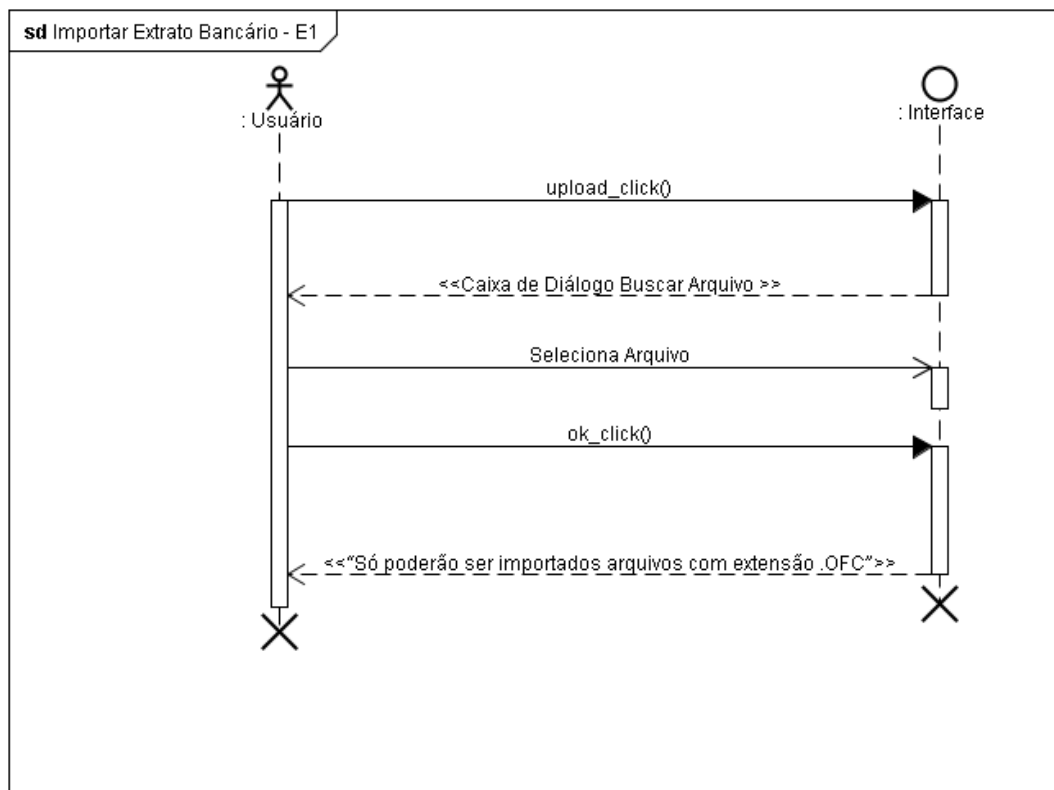 sd Importar Extrato Bancário - E1
: Usuário
: Interface
upload_click()
<<Caixa de Diálogo Buscar Arquivo >>
Seleciona Arquivo
ok_click()
<<“Só poderão ser importados arquivos com extensão .OFC”>>